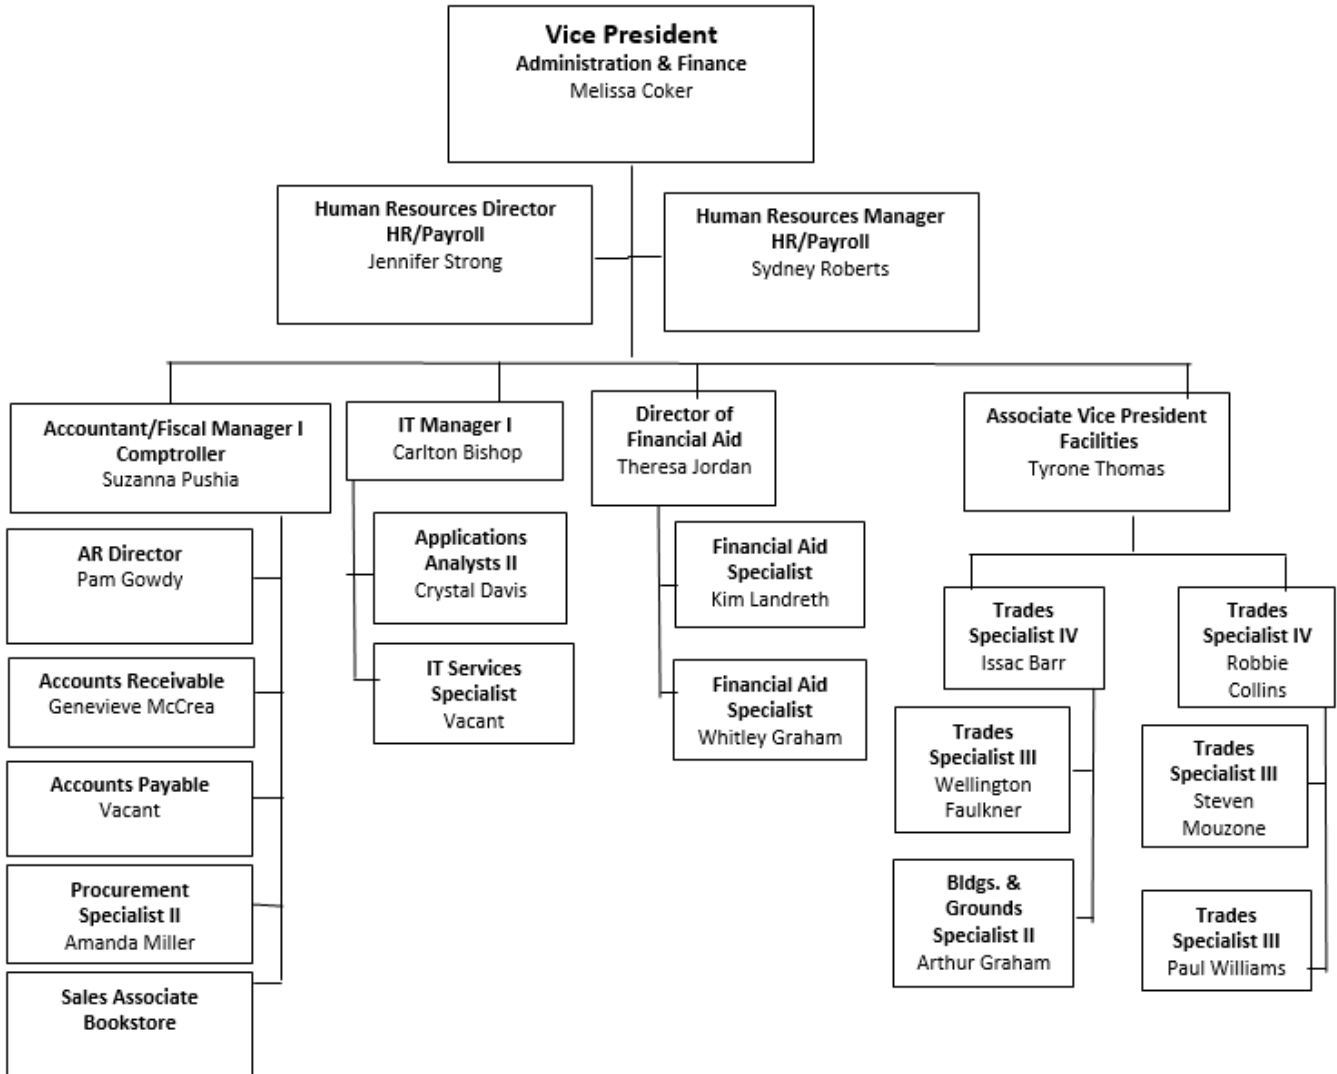 Vice President
Administration & Finance
Melissa Coker
Human Resources Director
HR/Payroll
Jennifer Strong
Human Resources Manager
HR/Payroll
Sydney Roberts
Accountant/Fiscal Manager I
Comptroller
Suzanna Pushia
IT Manager I
Carlton Bishop
Director of
Financial Aid
Theresa Jordan
Associate Vice President
Facilities
Tyrone Thomas
AR Director
Pam Gowdy
Accounts Receivable
Genevieve McCrea
Accounts Payable
Vacant
Procurement
Specialist II
Amanda Miller
Sales Associate
Bookstore
Applications
Analysts II
Crystal Davis
IT Services
Specialist
Vacant
Financial Aid
Specialist
Kim Landreth
Financial Aid
Specialist
Whitley Graham
Trades
Specialist IV
Issac Barr
Trades
Specialist III
Wellington
Faulkner
Bldgs. &
Grounds
Specialist II
Arthur Graham
Trades
Specialist IV
Robbie
Collins
Trades
Specialist III
Steven
Mouzone
Trades
Specialist III
Paul Williams